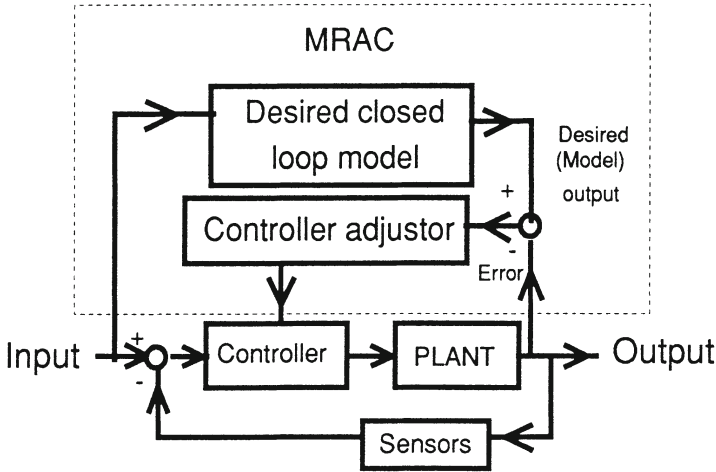 MRAC
Desired closed
loop model
Desired
(Model)
output
+
Controller adjustor
-
Error
Input
+
Controller
PLANT
Output
-
Sensors